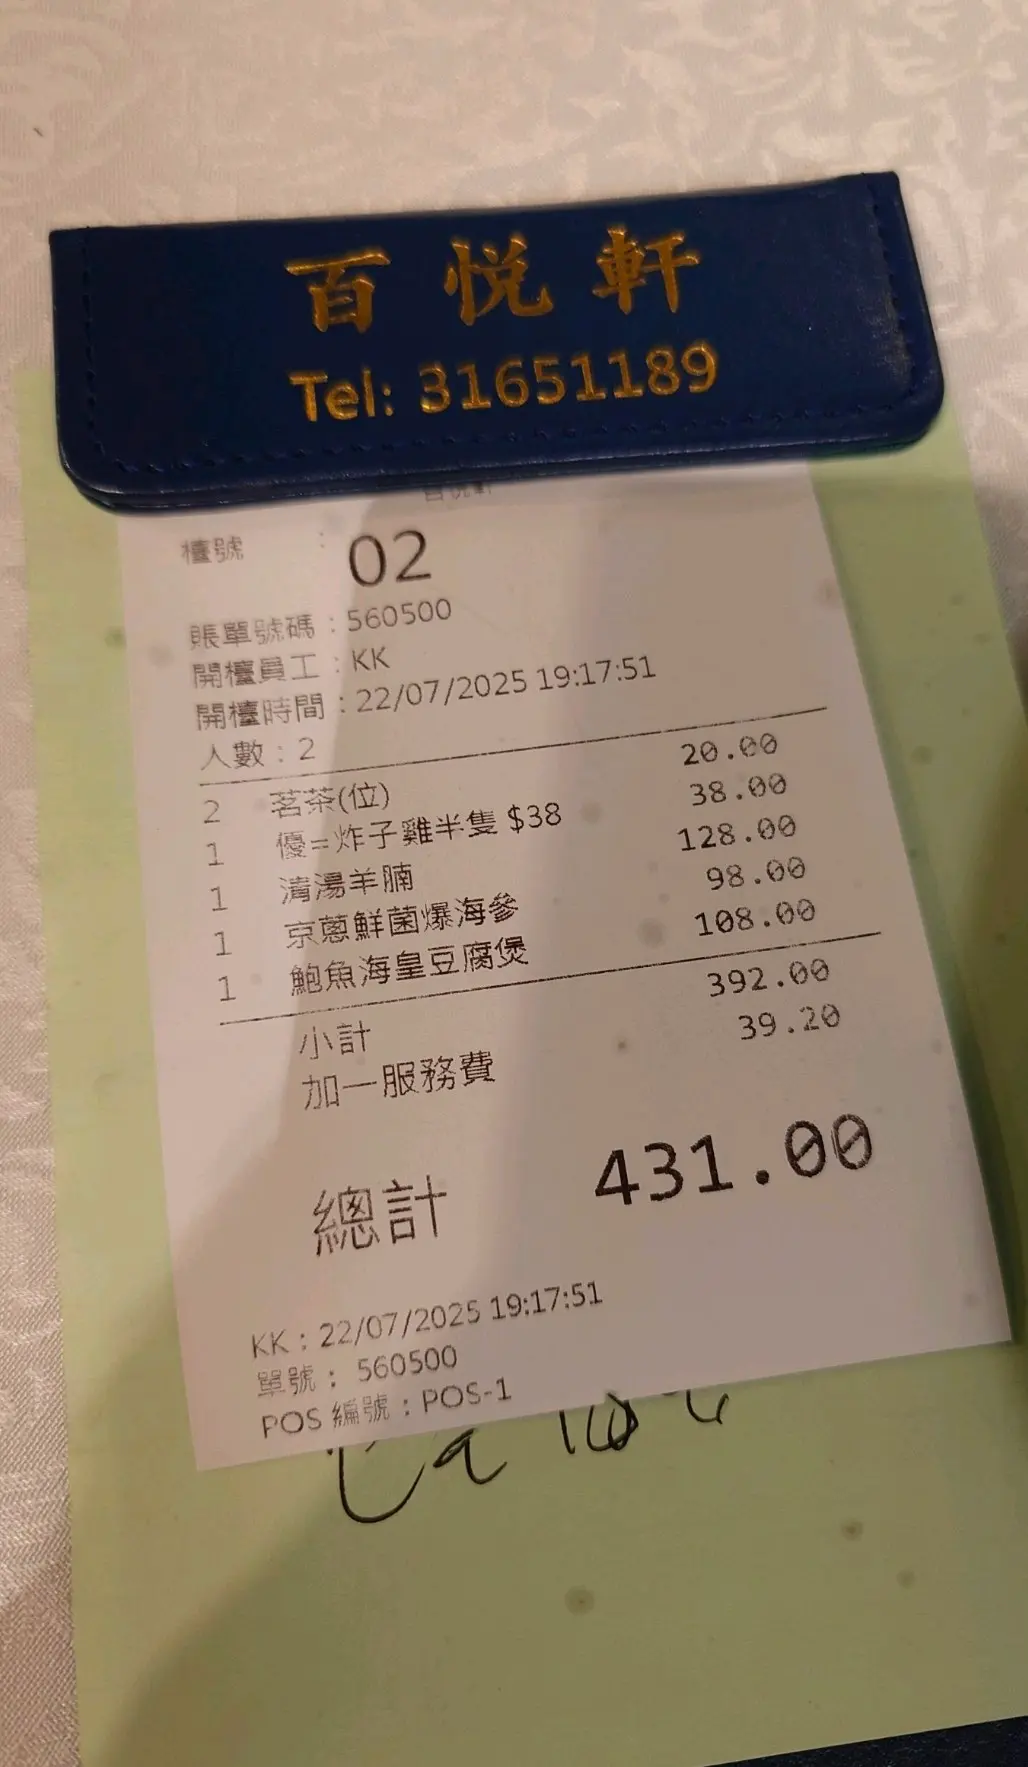 百悦軒
Tel: 31651189
百悅軒
檯號 : 02
賬單號碼 : 560500
開檯員工 : KK
開檯時間 : 22/07/2025 19:17:51
人數 : 2
2 茗茶(位) 20.00
1 優=炸子雞半隻 $38 38.00
1 清湯羊腩 128.00
1 京蔥鮮菌爆海參 98.00
1 鮑魚海皇豆腐煲 108.00
小計 392.00
加一服務費 39.20
總計 431.00
KK : 22/07/2025 19:17:51
單號 : 560500
POS 編號 : POS-1